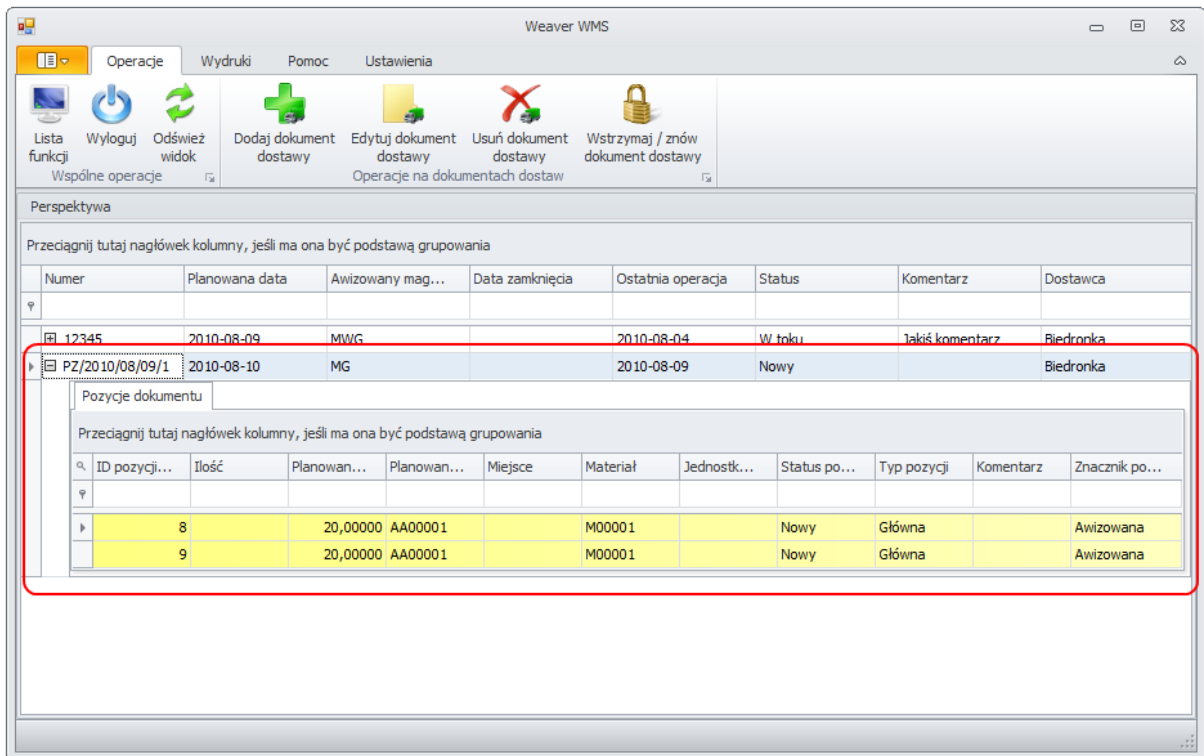 Weaver WMS
Operacje Wydruki Pomoc Ustawienia
Lista funkcji Wyloguj Odśwież widok Dodaj dokument dostawy Edytuj dokument dostawy Usuń dokument dostawy Wstrzymaj / znów dokument dostawy
Wspólne operacje Operacje na dokumentach dostaw
Perspektywa
Przeciągnij tutaj nagłówek kolumny, jeśli ma ona być podstawą grupowania
Numer Planowana data Awizowany mag... Data zamknięcia Ostatnia operacja Status Komentarz Dostawca
12345 2010-08-09 MWG 2010-08-04 W toku Jakiś komentarz Biedronka
PZ/2010/08/09/1 2010-08-10 MG 2010-08-09 Nowy Biedronka
Pozycje dokumentu
Przeciągnij tutaj nagłówek kolumny, jeśli ma ona być podstawą grupowania
ID pozycji... Ilość Planowan... Planowan... Miejsce Materiał Jednostk... Status po... Typ pozycji Komentarz Znacznik po...
8 20,00000 AA00001 M00001 Nowy Główna Awizowana
9 20,00000 AA00001 M00001 Nowy Główna Awizowana